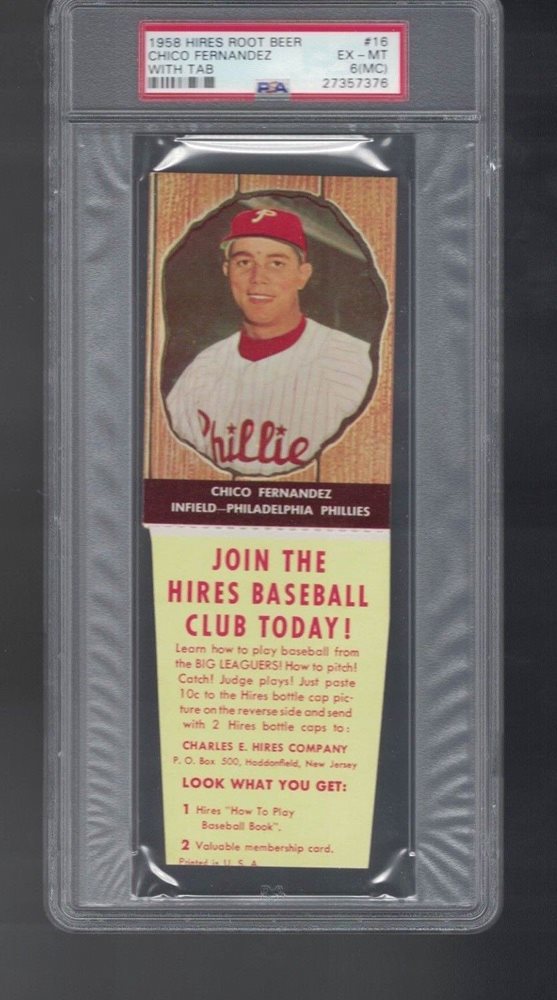 1958 HIRES ROOT BEER #16
CHICO FERNANDEZ EX - MT
WITH TAB 6(MC)
PSA 27357376
P
Phillie
CHICO FERNANDEZ
INFIELD—PHILADELPHIA PHILLIES
JOIN THE
HIRES BASEBALL
CLUB TODAY!
Learn how to play baseball from
the BIG LEAGUERS! How to pitch!
Catch! Judge plays! Just paste
10c to the Hires bottle cap pic-
ture on the reverse side and send
with 2 Hires bottle caps to:
CHARLES E. HIRES COMPANY
P. O. Box 500, Haddonfield, New Jersey
LOOK WHAT YOU GET:
1 Hires "How To Play
Baseball Book".
2 Valuable membership card.
Printed in U. S. A.
PSA